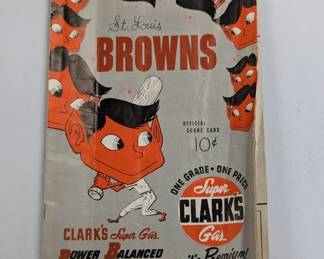 St. Louis
BROWNS
OFFICIAL
SCORE CARD
10¢
ONE GRADE • ONE PRICE
Super
CLARK'S
Gas
CLARK'S Super Gas
POWER BALANCED
It's Premium!